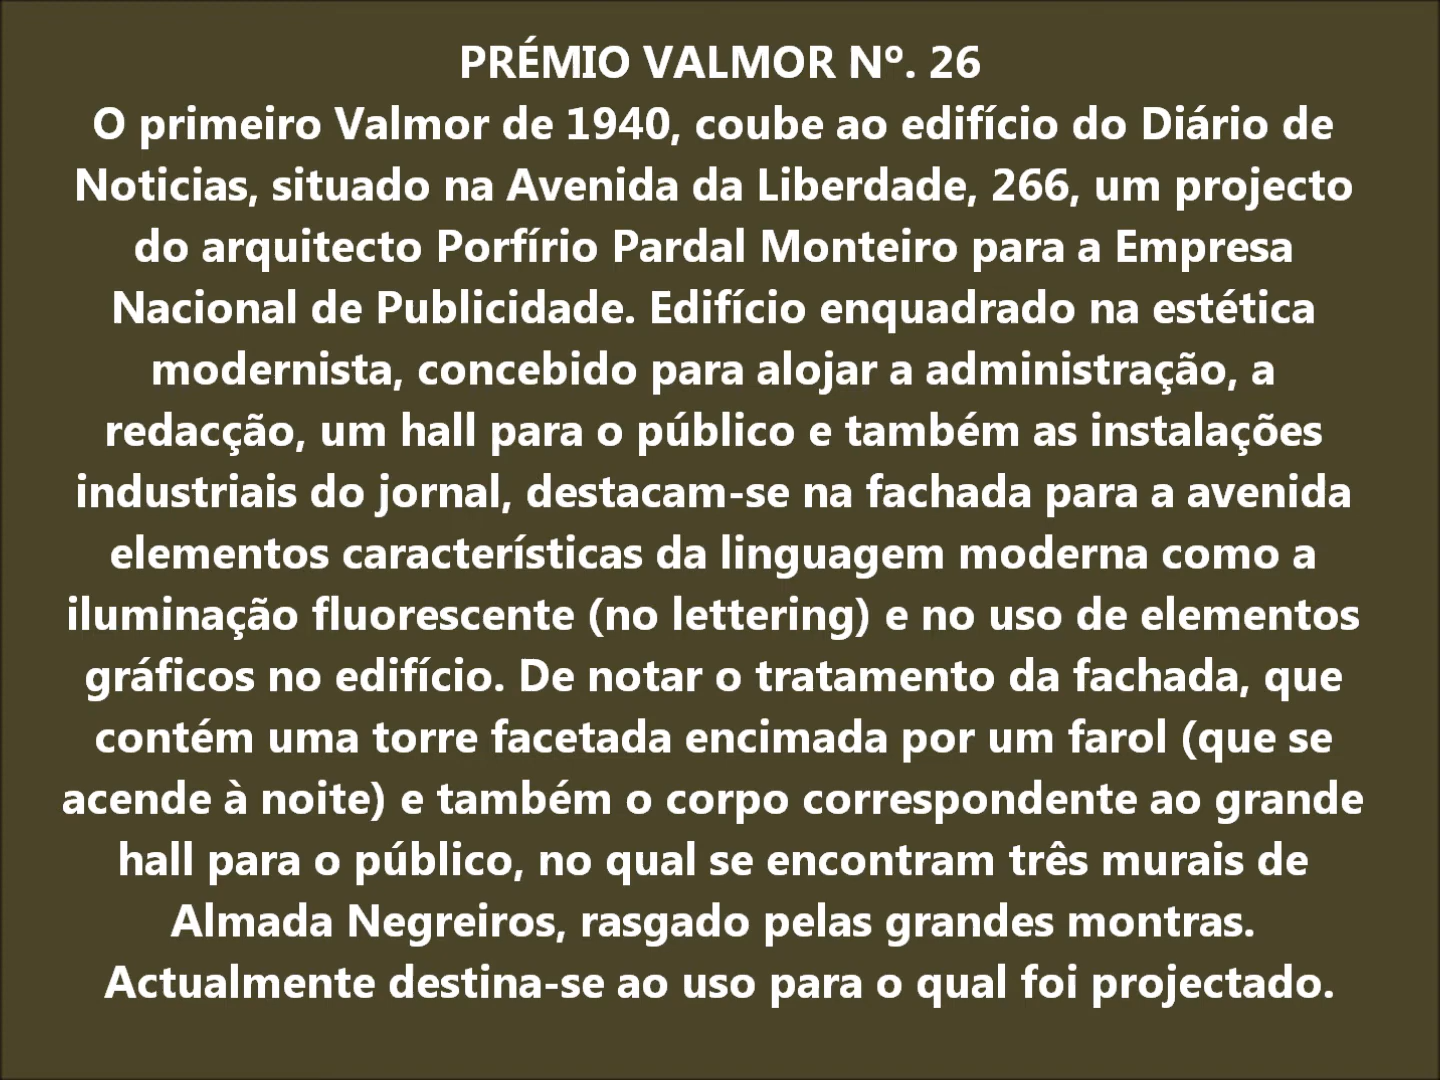 PRÉMIO VALMOR Nº. 26
O primeiro Valmor de 1940, coube ao edifício do Diário de
Noticias, situado na Avenida da Liberdade, 266, um projecto
do arquitecto Porfírio Pardal Monteiro para a Empresa
Nacional de Publicidade. Edifício enquadrado na estética
modernista, concebido para alojar a administração, a
redacção, um hall para o público e também as instalações
industriais do jornal, destacam-se na fachada para a avenida
elementos características da linguagem moderna como a
iluminação fluorescente (no lettering) e no uso de elementos
gráficos no edifício. De notar o tratamento da fachada, que
contém uma torre facetada encimada por um farol (que se
acende à noite) e também o corpo correspondente ao grande
hall para o público, no qual se encontram três murais de
Almada Negreiros, rasgado pelas grandes montras.
Actualmente destina-se ao uso para o qual foi projectado.